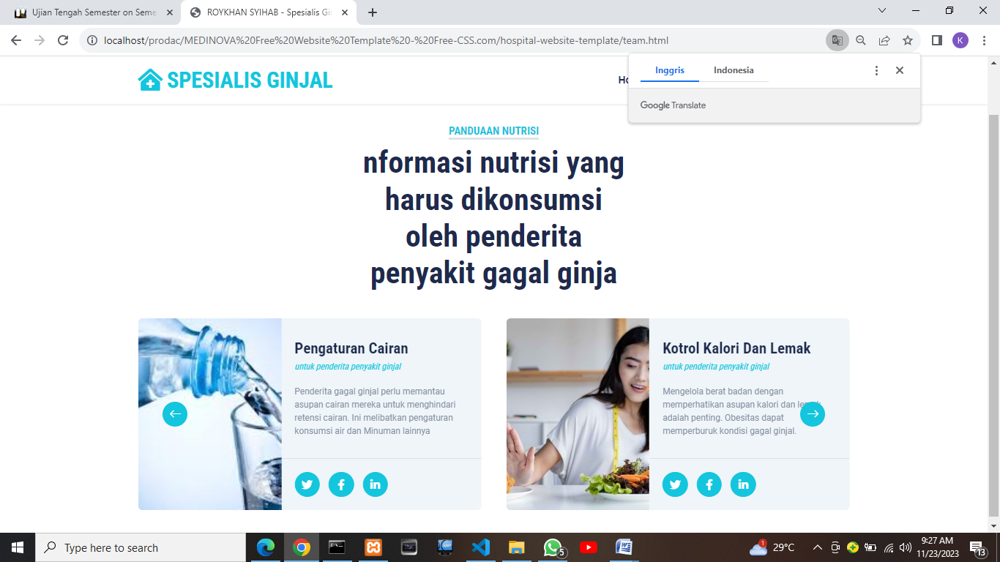 Ujian Tengah Semester on Seme
ROYKHAN SYIHAB - Spesialis Gin
localhost/prodac/MEDINOVA%20Free%20Website%20Template%20-%20Free-CSS.com/hospital-website-template/team.html
K
Inggris
Indonesia
Google Translate
SPESIALIS GINJAL
PANDUAAN NUTRISI
nformasi nutrisi yang
harus dikonsumsi
oleh penderita
penyakit gagal ginja
Pengaturan Cairan
untuk penderita penyakit ginjal
Penderita gagal ginjal perlu memantau
asupan cairan mereka untuk menghindari
retensi cairan. Ini melibatkan pengaturan
konsumsi air dan Minuman lainnya
Kotrol Kalori Dan Lemak
untuk penderita penyakit ginjal
Mengelola berat badan dengan
memperhatikan asupan kalori dan lemak
adalah penting. Obesitas dapat
memperburuk kondisi gagal ginjal.
Type here to search
5
1
29°C
9:27 AM
11/23/2023
13